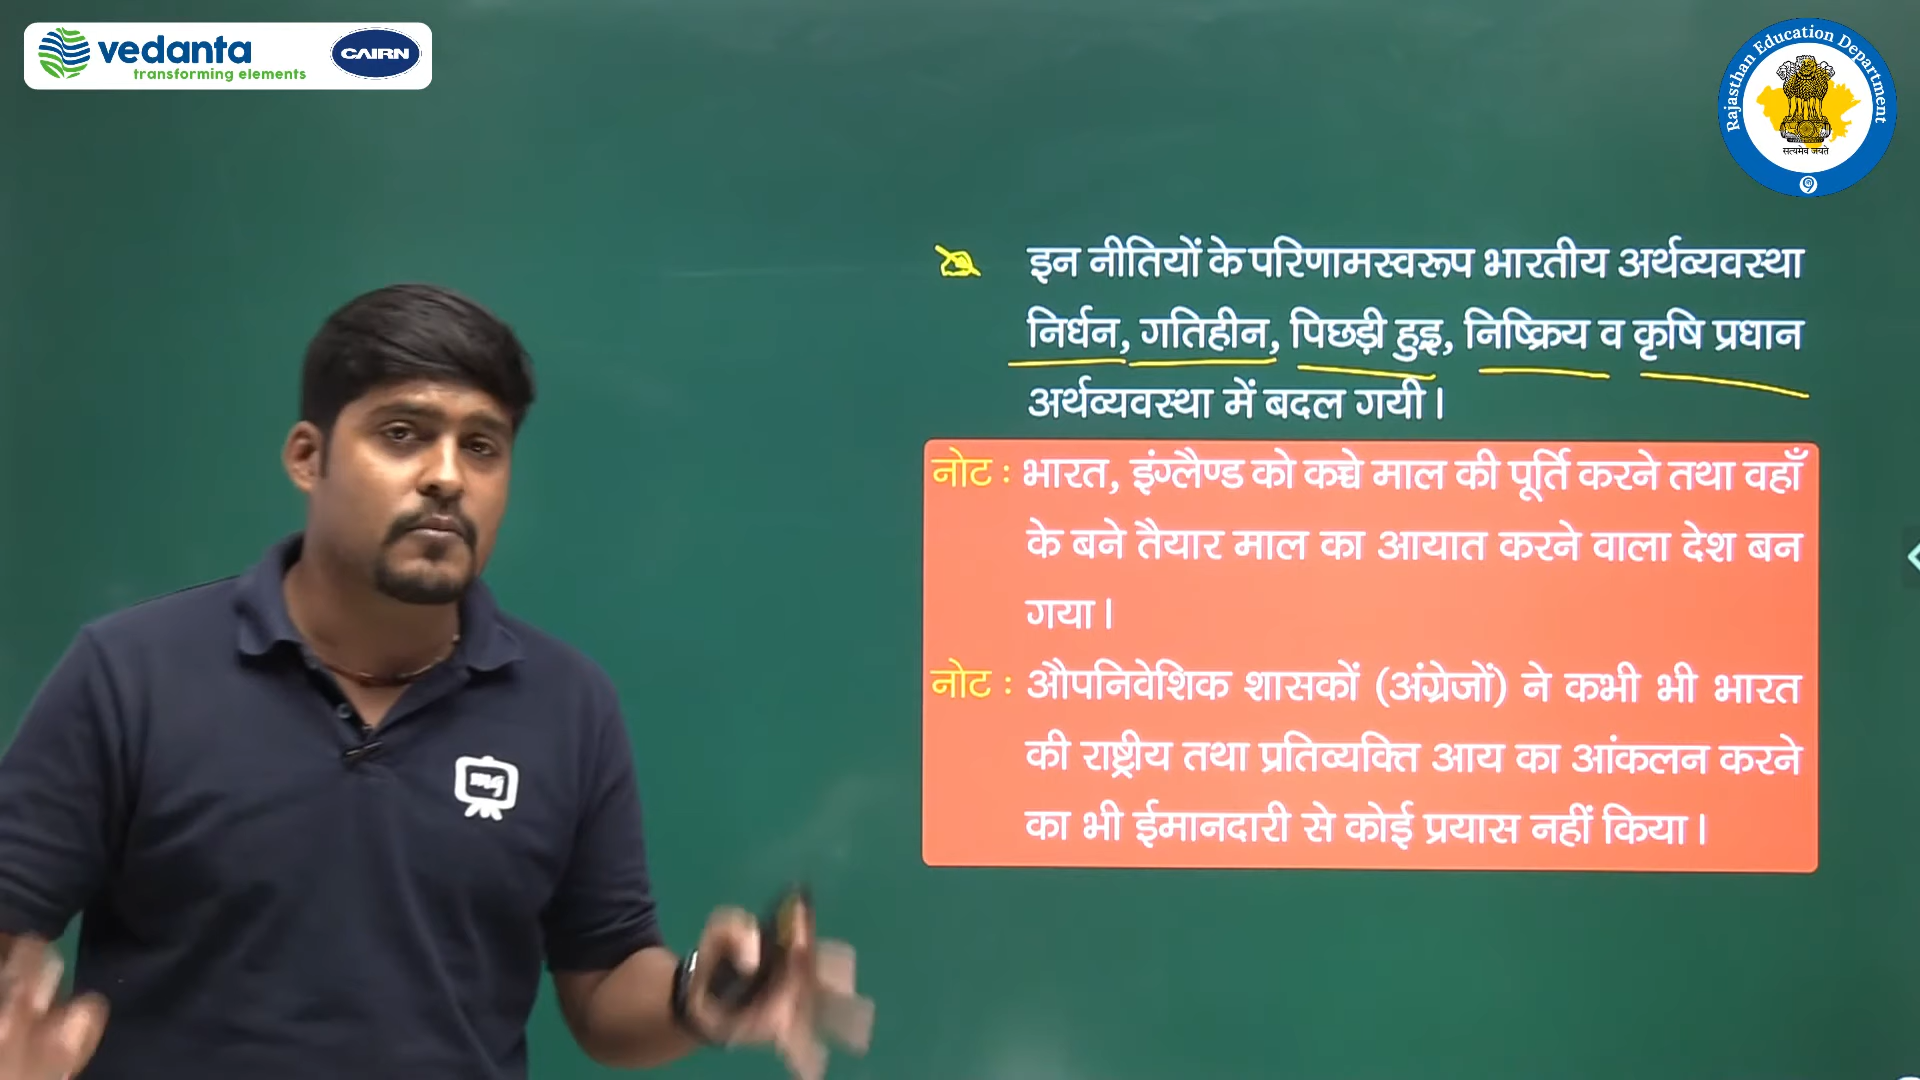 vedanta
transforming elements
CAIRN
Rajasthan Education Department
सत्यमेव जयते
इन नीतियों के परिणामस्वरूप भारतीय अर्थव्यवस्था
निर्धन, गतिहीन, पिछड़ी हुइ, निष्क्रिय व कृषि प्रधान
अर्थव्यवस्था में बदल गयी।
नोट : भारत, इंग्लैण्ड को कच्चे माल की पूर्ति करने तथा वहाँ
के बने तैयार माल का आयात करने वाला देश बन
गया।
नोट : औपनिवेशिक शासकों (अंग्रेजों) ने कभी भी भारत
की राष्ट्रीय तथा प्रतिव्यक्ति आय का आंकलन करने
का भी ईमानदारी से कोई प्रयास नहीं किया।